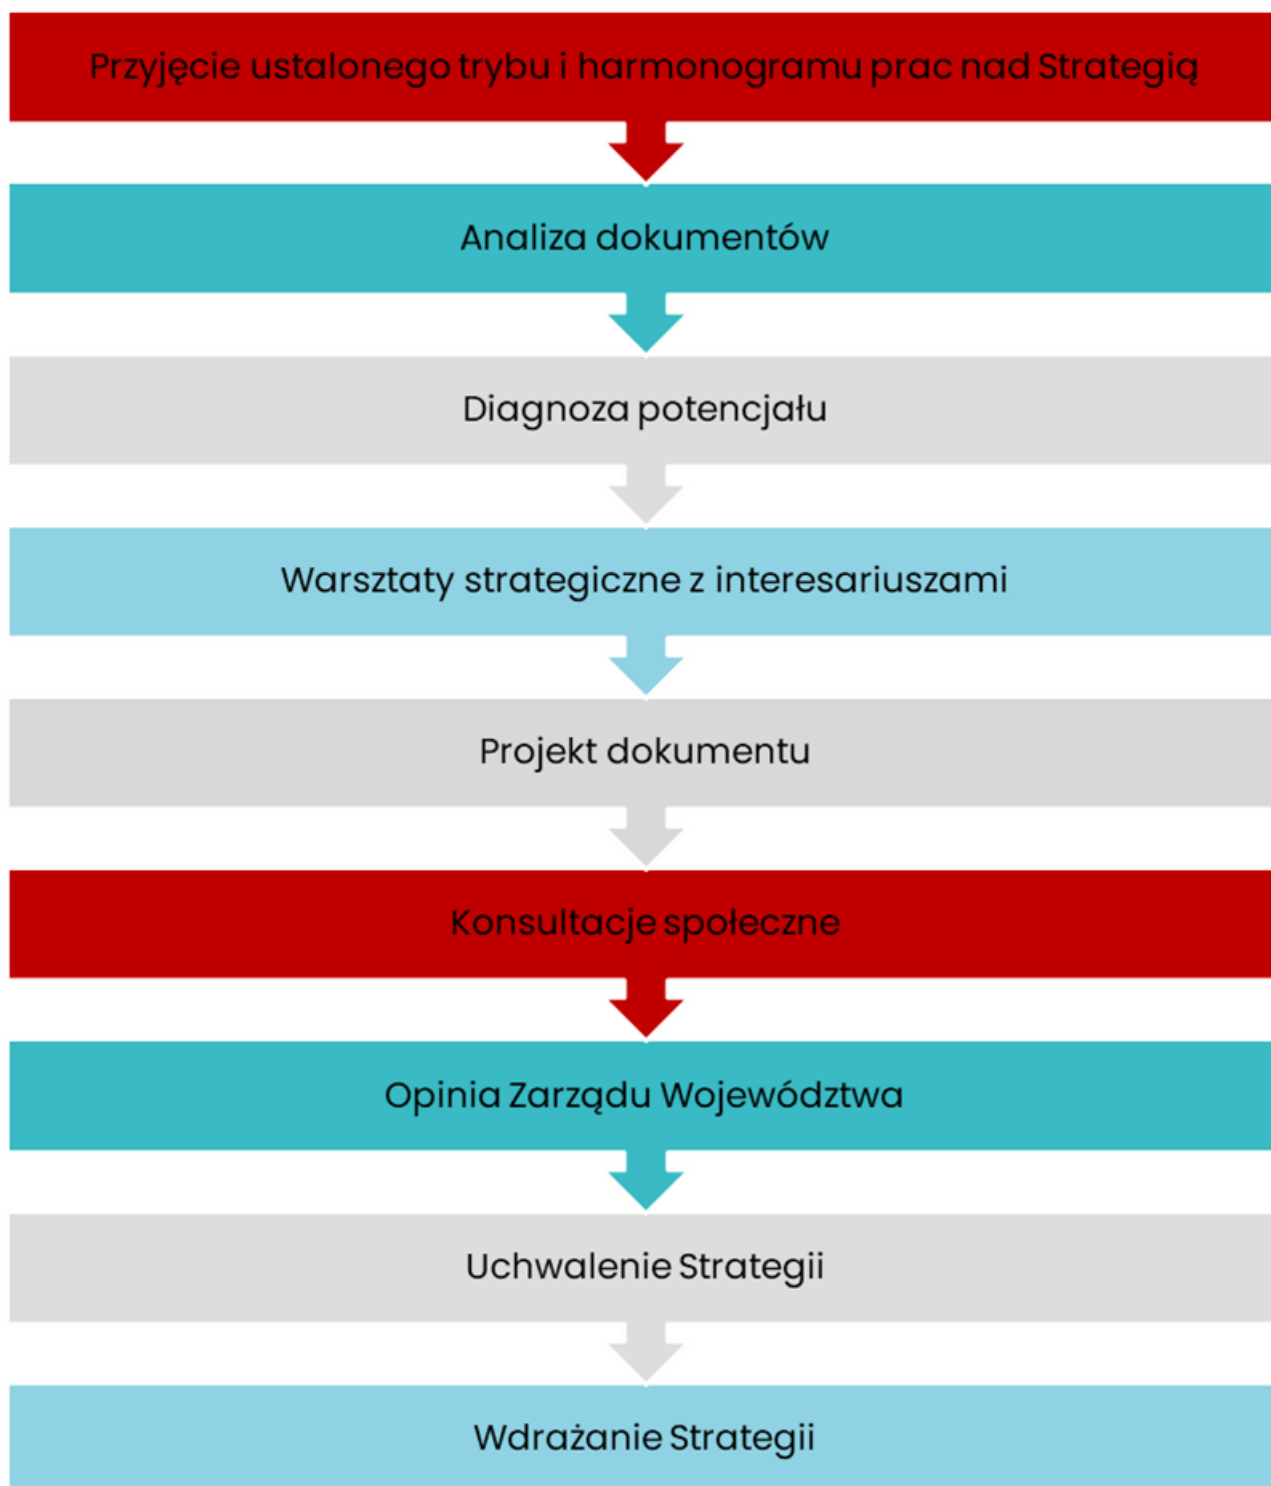 Przyjęcie ustalonego trybu i harmonogramu prac nad Strategią
Analiza dokumentów
Diagnoza potencjału
Warsztaty strategiczne z interesariuszami
Projekt dokumentu
Konsultacje społeczne
Opinia Zarządu Województwa
Uchwalenie Strategii
Wdrażanie Strategii